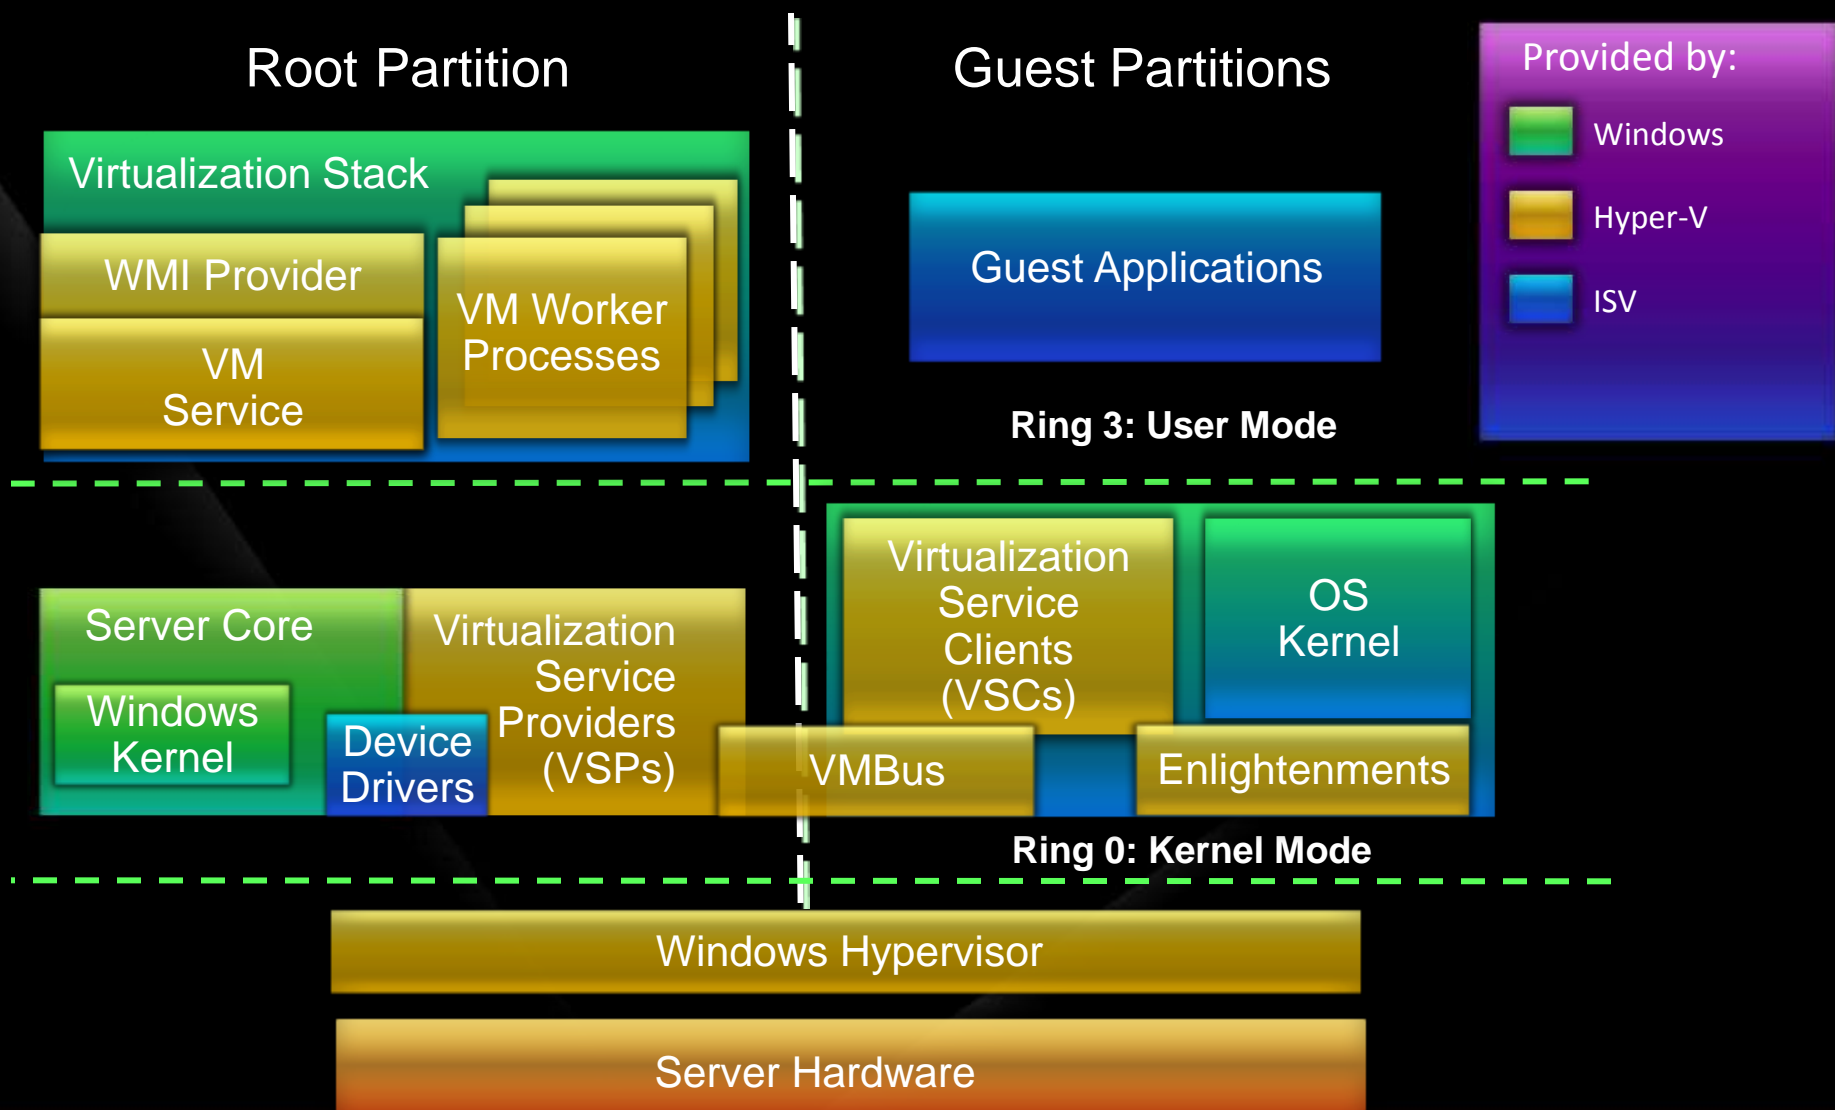 Root Partition
Guest Partitions
Provided by:
Windows
Hyper-V
ISV
Virtualization Stack
WMI Provider
VM
Service
VM Worker
Processes
Guest Applications
Ring 3: User Mode
Server Core
Windows
Kernel
Device
Drivers
Virtualization
Service
Providers
(VSPs)
VMBus
Virtualization
Service
Clients
(VSCs)
OS
Kernel
Enlightenments
Ring 0: Kernel Mode
Windows Hypervisor
Server Hardware